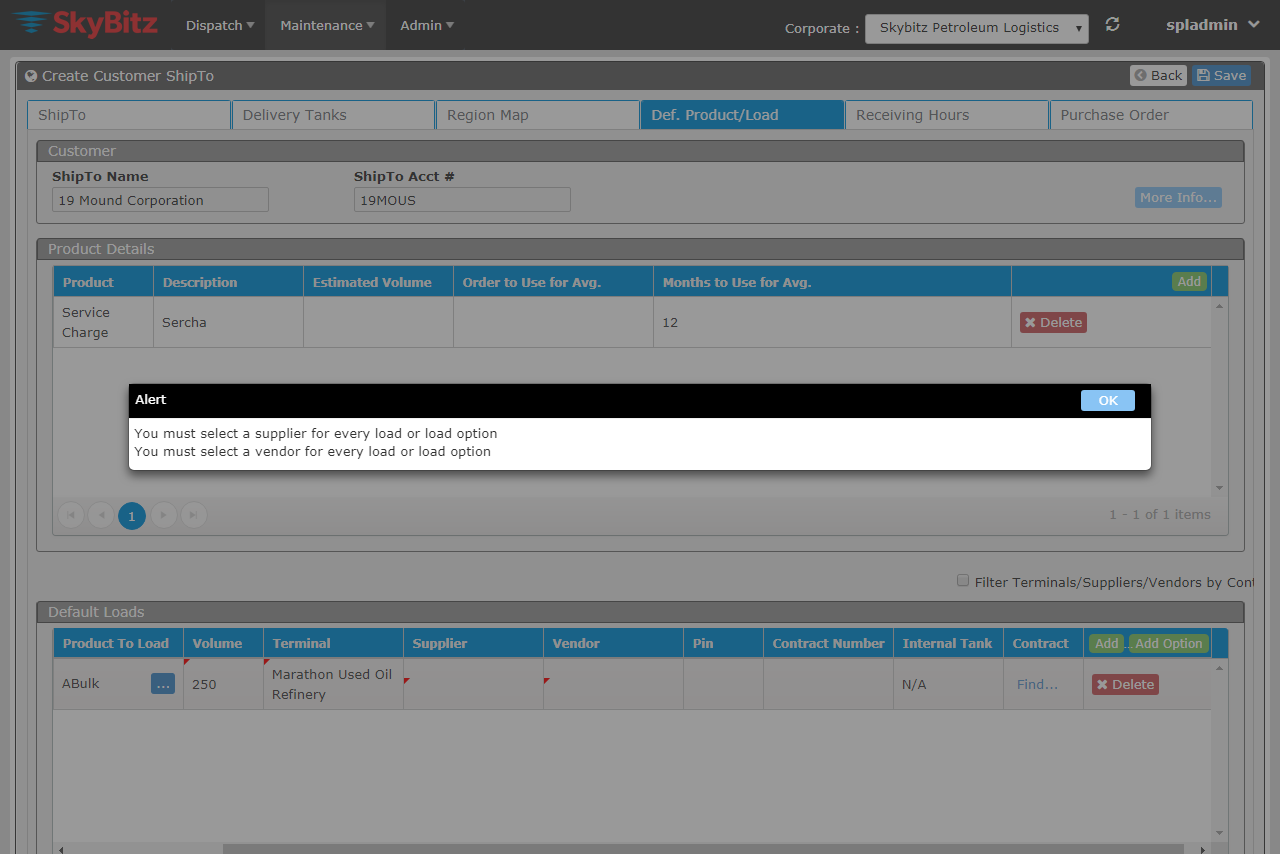 SkyBitz Dispatch Maintenance Admin Corporate : Skybitz Petroleum Logistics spladmin
Create Customer ShipTo Back Save
ShipTo Delivery Tanks Region Map Def. Product/Load Receiving Hours Purchase Order
Customer
ShipTo Name ShipTo Acct #
19 Mound Corporation 19MOUS More Info...
Product Details
Product Description Estimated Volume Order to Use for Avg. Months to Use for Avg. Add
Service Charge Sercha 12 Delete
Alert OK
You must select a supplier for every load or load option
You must select a vendor for every load or load option
1 1 - 1 of 1 items
Filter Terminals/Suppliers/Vendors by Cont
Default Loads
Product To Load Volume Terminal Supplier Vendor Pin Contract Number Internal Tank Contract Add ... Add Option
ABulk ... 250 Marathon Used Oil Refinery N/A Find... Delete